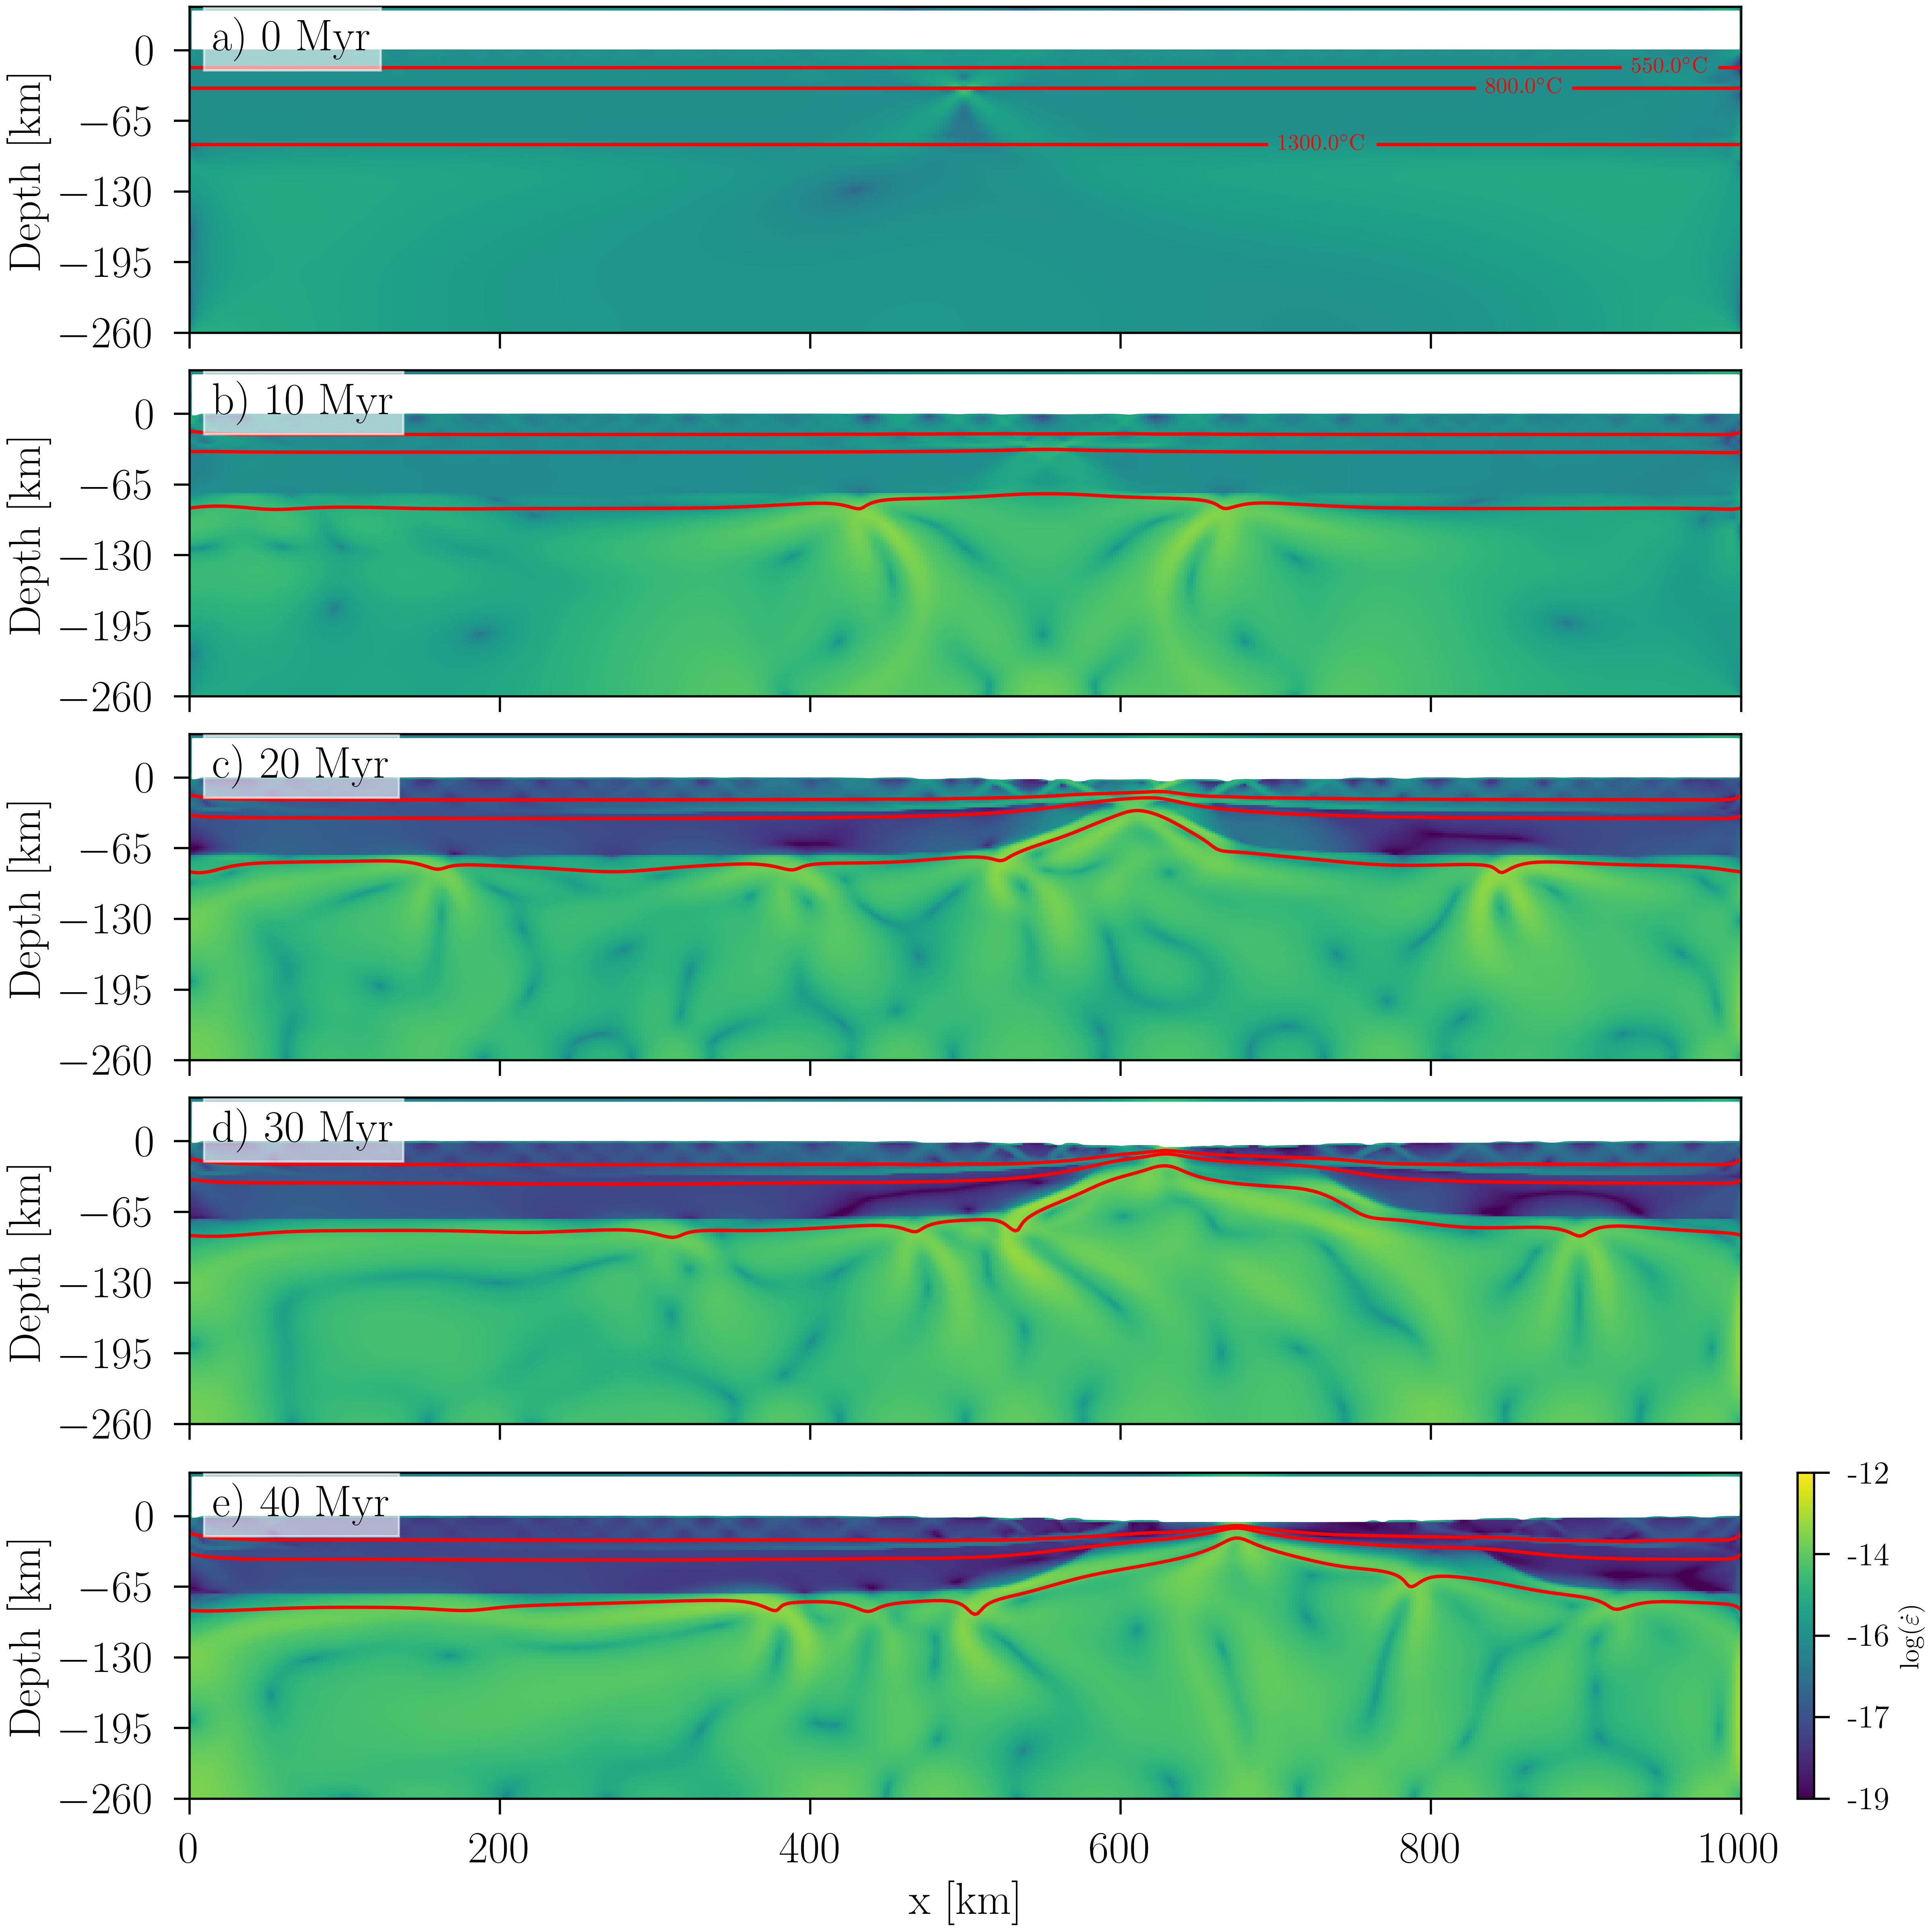 a) 0 Myr
0
−65
−130
−195
−260
Depth [km]
550.0°C
800.0°C
1300.0°C
b) 10 Myr
0
−65
−130
−195
−260
Depth [km]
c) 20 Myr
0
−65
−130
−195
−260
Depth [km]
d) 30 Myr
0
−65
−130
−195
−260
Depth [km]
e) 40 Myr
0
−65
−130
−195
−260
Depth [km]
0 200 400 600 800 1000
x [km]
-12
-14
-16
-17
-19
log(ε̇)